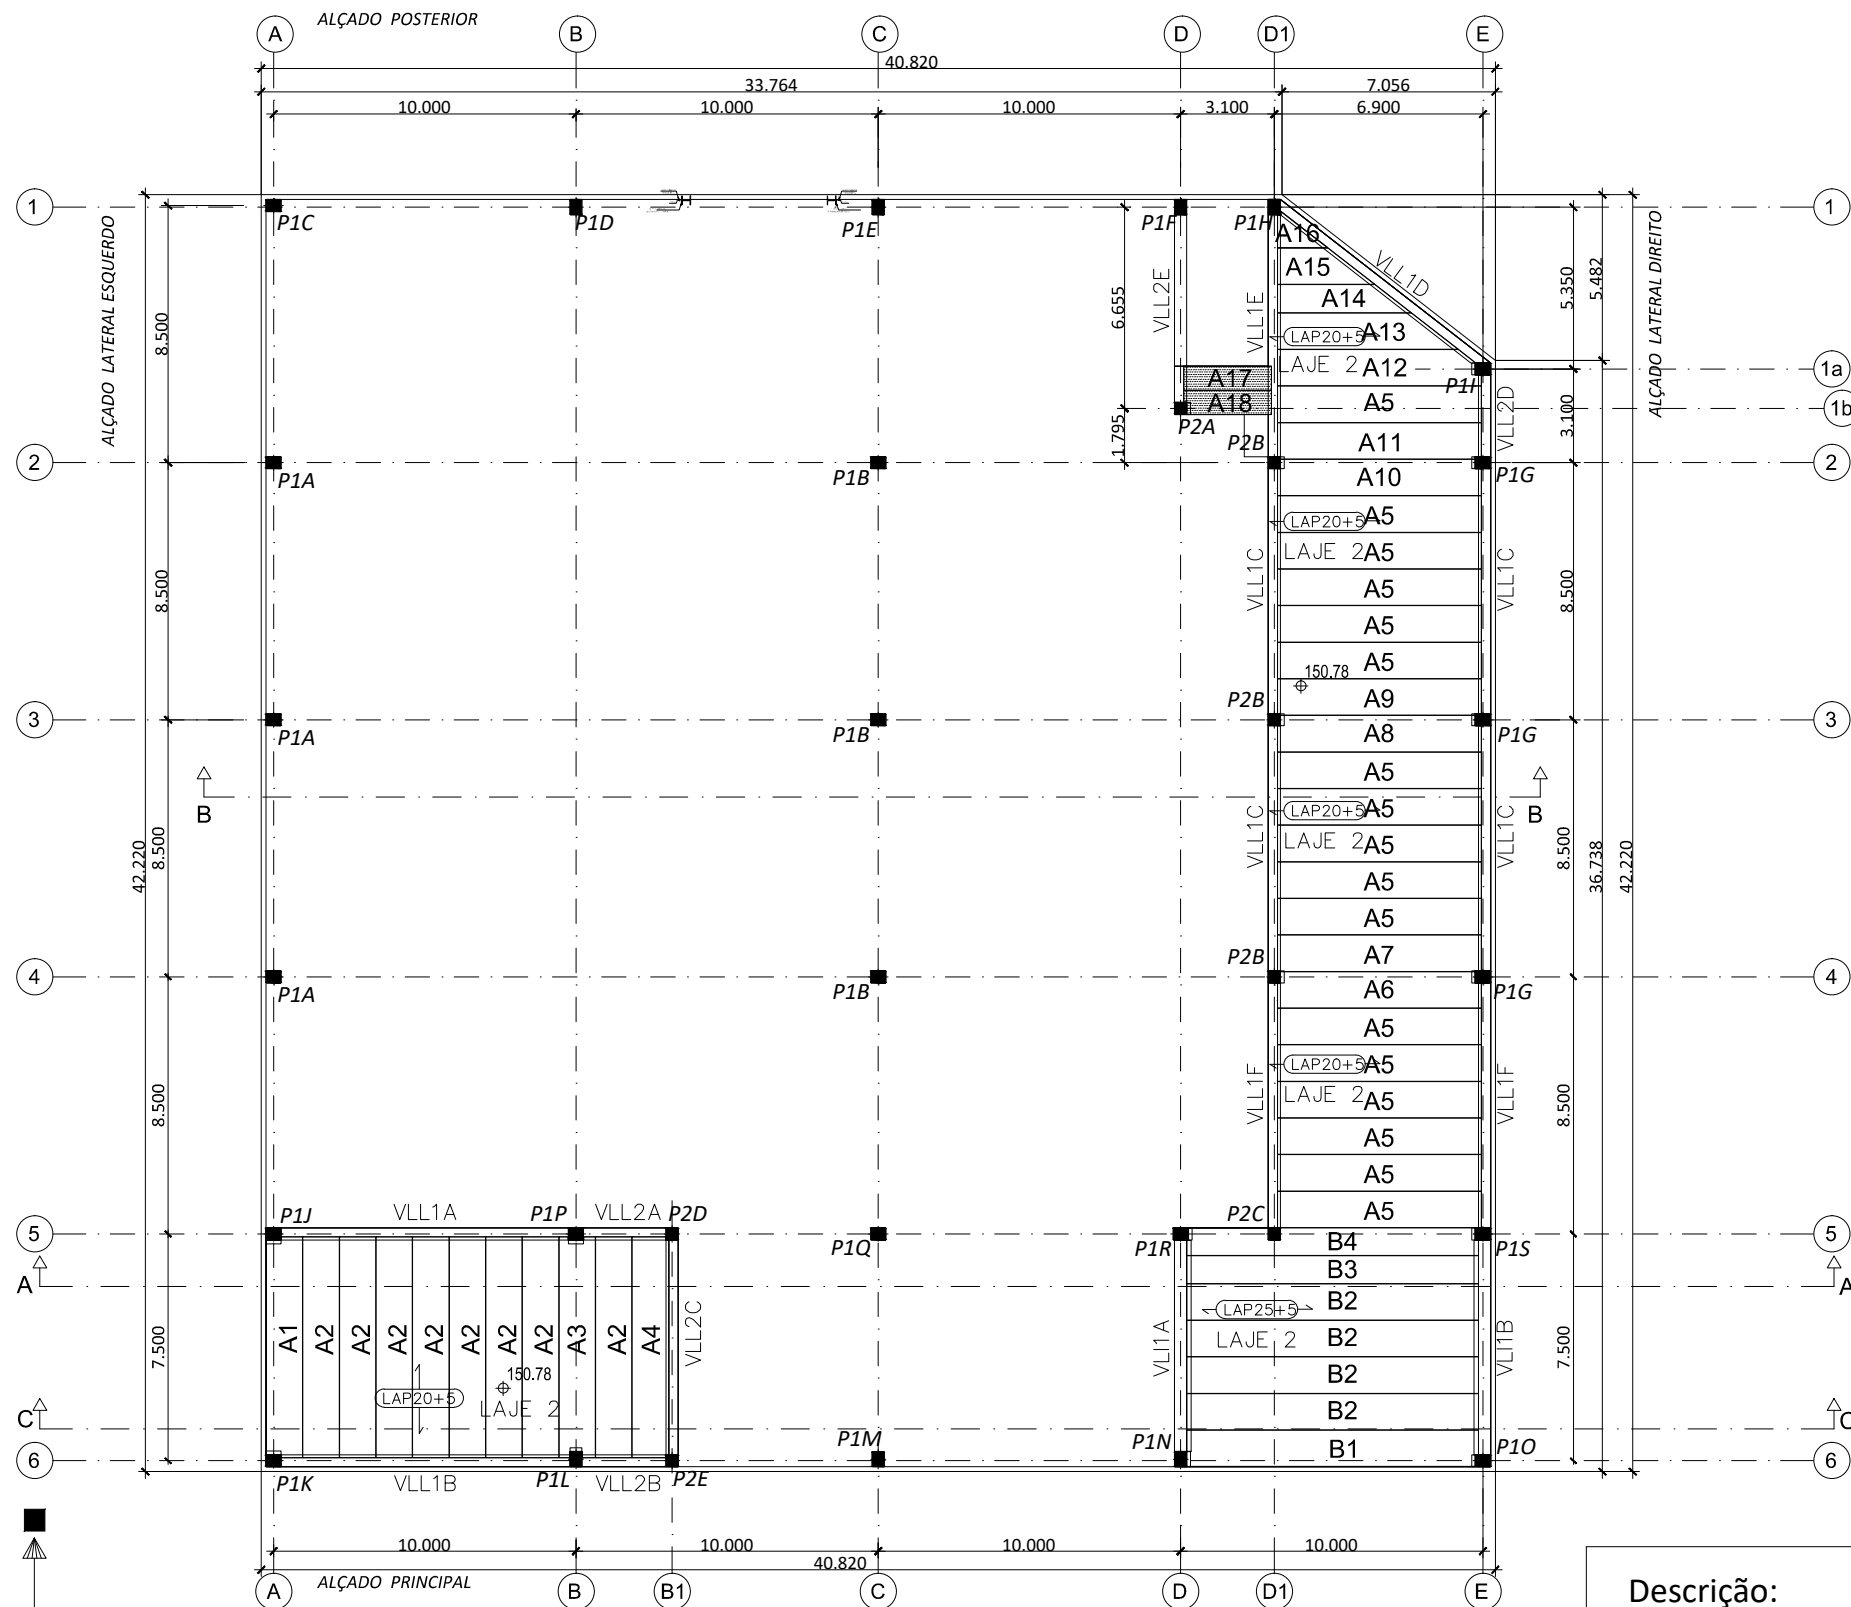 ALÇADO POSTERIOR
A
B
C
D
D1
E
40.820
33.764
7.056
10.000
10.000
10.000
3.100
6.900
1
P1C
P1D
P1E
P1F
P1H
1
A16
ALÇADO LATERAL ESQUERDO
8.500
6.655
VLL2E
VLL1E
A15
VLL1D
A14
LAP20+5
A13
5.350
5.482
ALÇADO LATERAL DIREITO
LAJE 2
A12
1a
A17
P1I
A18
A5
1b
P2A
1.795
P2B
A11
VLL2D
3.100
2
P1A
P1B
A10
P1G
2
LAP20+5
A5
LAJE 2
A5
8.500
VLL1C
A5
VLL1C
8.500
A5
150.78
A5
P2B
A9
3
P1A
P1B
A8
P1G
3
A5
B
LAP20+5
A5
B
42.220
8.500
VLL1C
LAJE 2
A5
VLL1C
8.500
36.738
42.220
A5
A5
P2B
A7
4
P1A
P1B
A6
P1G
4
A5
LAP20+5
A5
8.500
VLL1F
LAJE 2
A5
VLL1F
8.500
A5
A5
P1J
VLL1A
P1P
VLL2A
P2D
P2C
A5
5
P1Q
P1R
B4
P1S
5
A
B3
A
LAP25+5
B2
7.500
A1
A2
A2
A2
A2
A2
A2
A2
A3
A2
A4
VLL2C
VLI1A
LAJE 2
B2
VLI1B
7.500
150.78
B2
LAP20+5
LAJE 2
C
B2
C
P1M
P1N
B1
P1O
6
P1K
VLL1B
P1L
VLL2B
P2E
6
10.000
10.000
10.000
10.000
40.820
ALÇADO PRINCIPAL
A
B
B1
C
D
D1
E
Descrição: